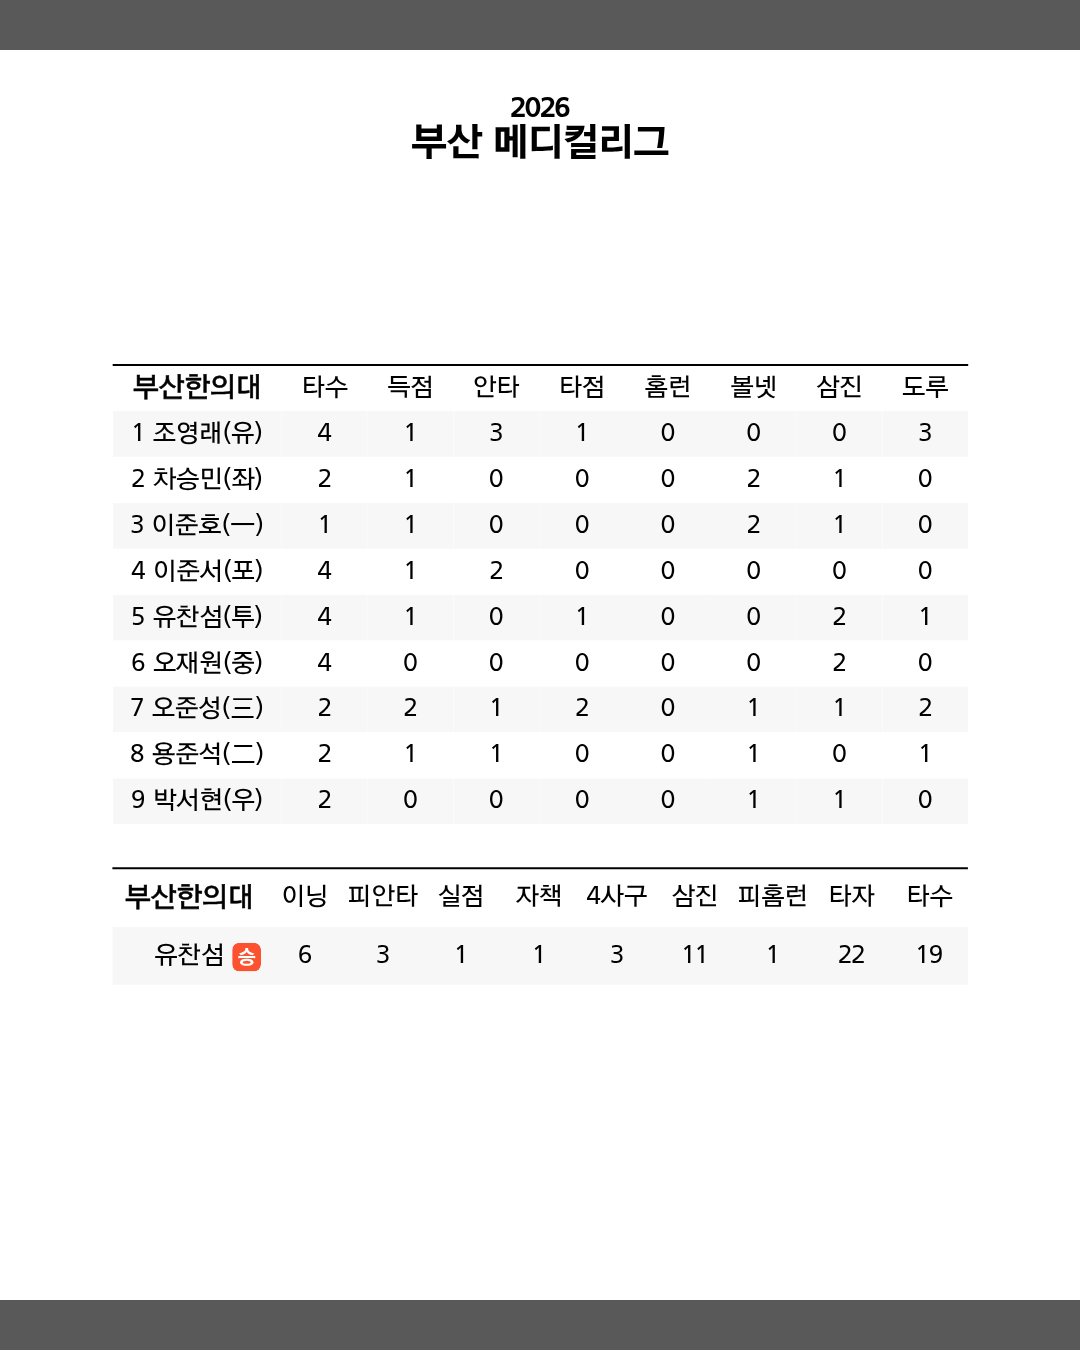 2026
부산 메디컬리그
부산한의대 타수 득점 안타 타점 홈런 볼넷 삼진 도루
1 조영래(유) 4 1 3 1 0 0 0 3
2 차승민(좌) 2 1 0 0 0 2 1 0
3 이준호(一) 1 1 0 0 0 2 1 0
4 이준서(포) 4 1 2 0 0 0 0 0
5 유찬섬(투) 4 1 0 1 0 0 2 1
6 오재원(중) 4 0 0 0 0 0 2 0
7 오준성(三) 2 2 1 2 0 1 1 2
8 용준석(二) 2 1 1 0 0 1 0 1
9 박서현(우) 2 0 0 0 0 1 1 0
부산한의대 이닝 피안타 실점 자책 4사구 삼진 피홈런 타자 타수
유찬섬 승 6 3 1 1 3 11 1 22 19